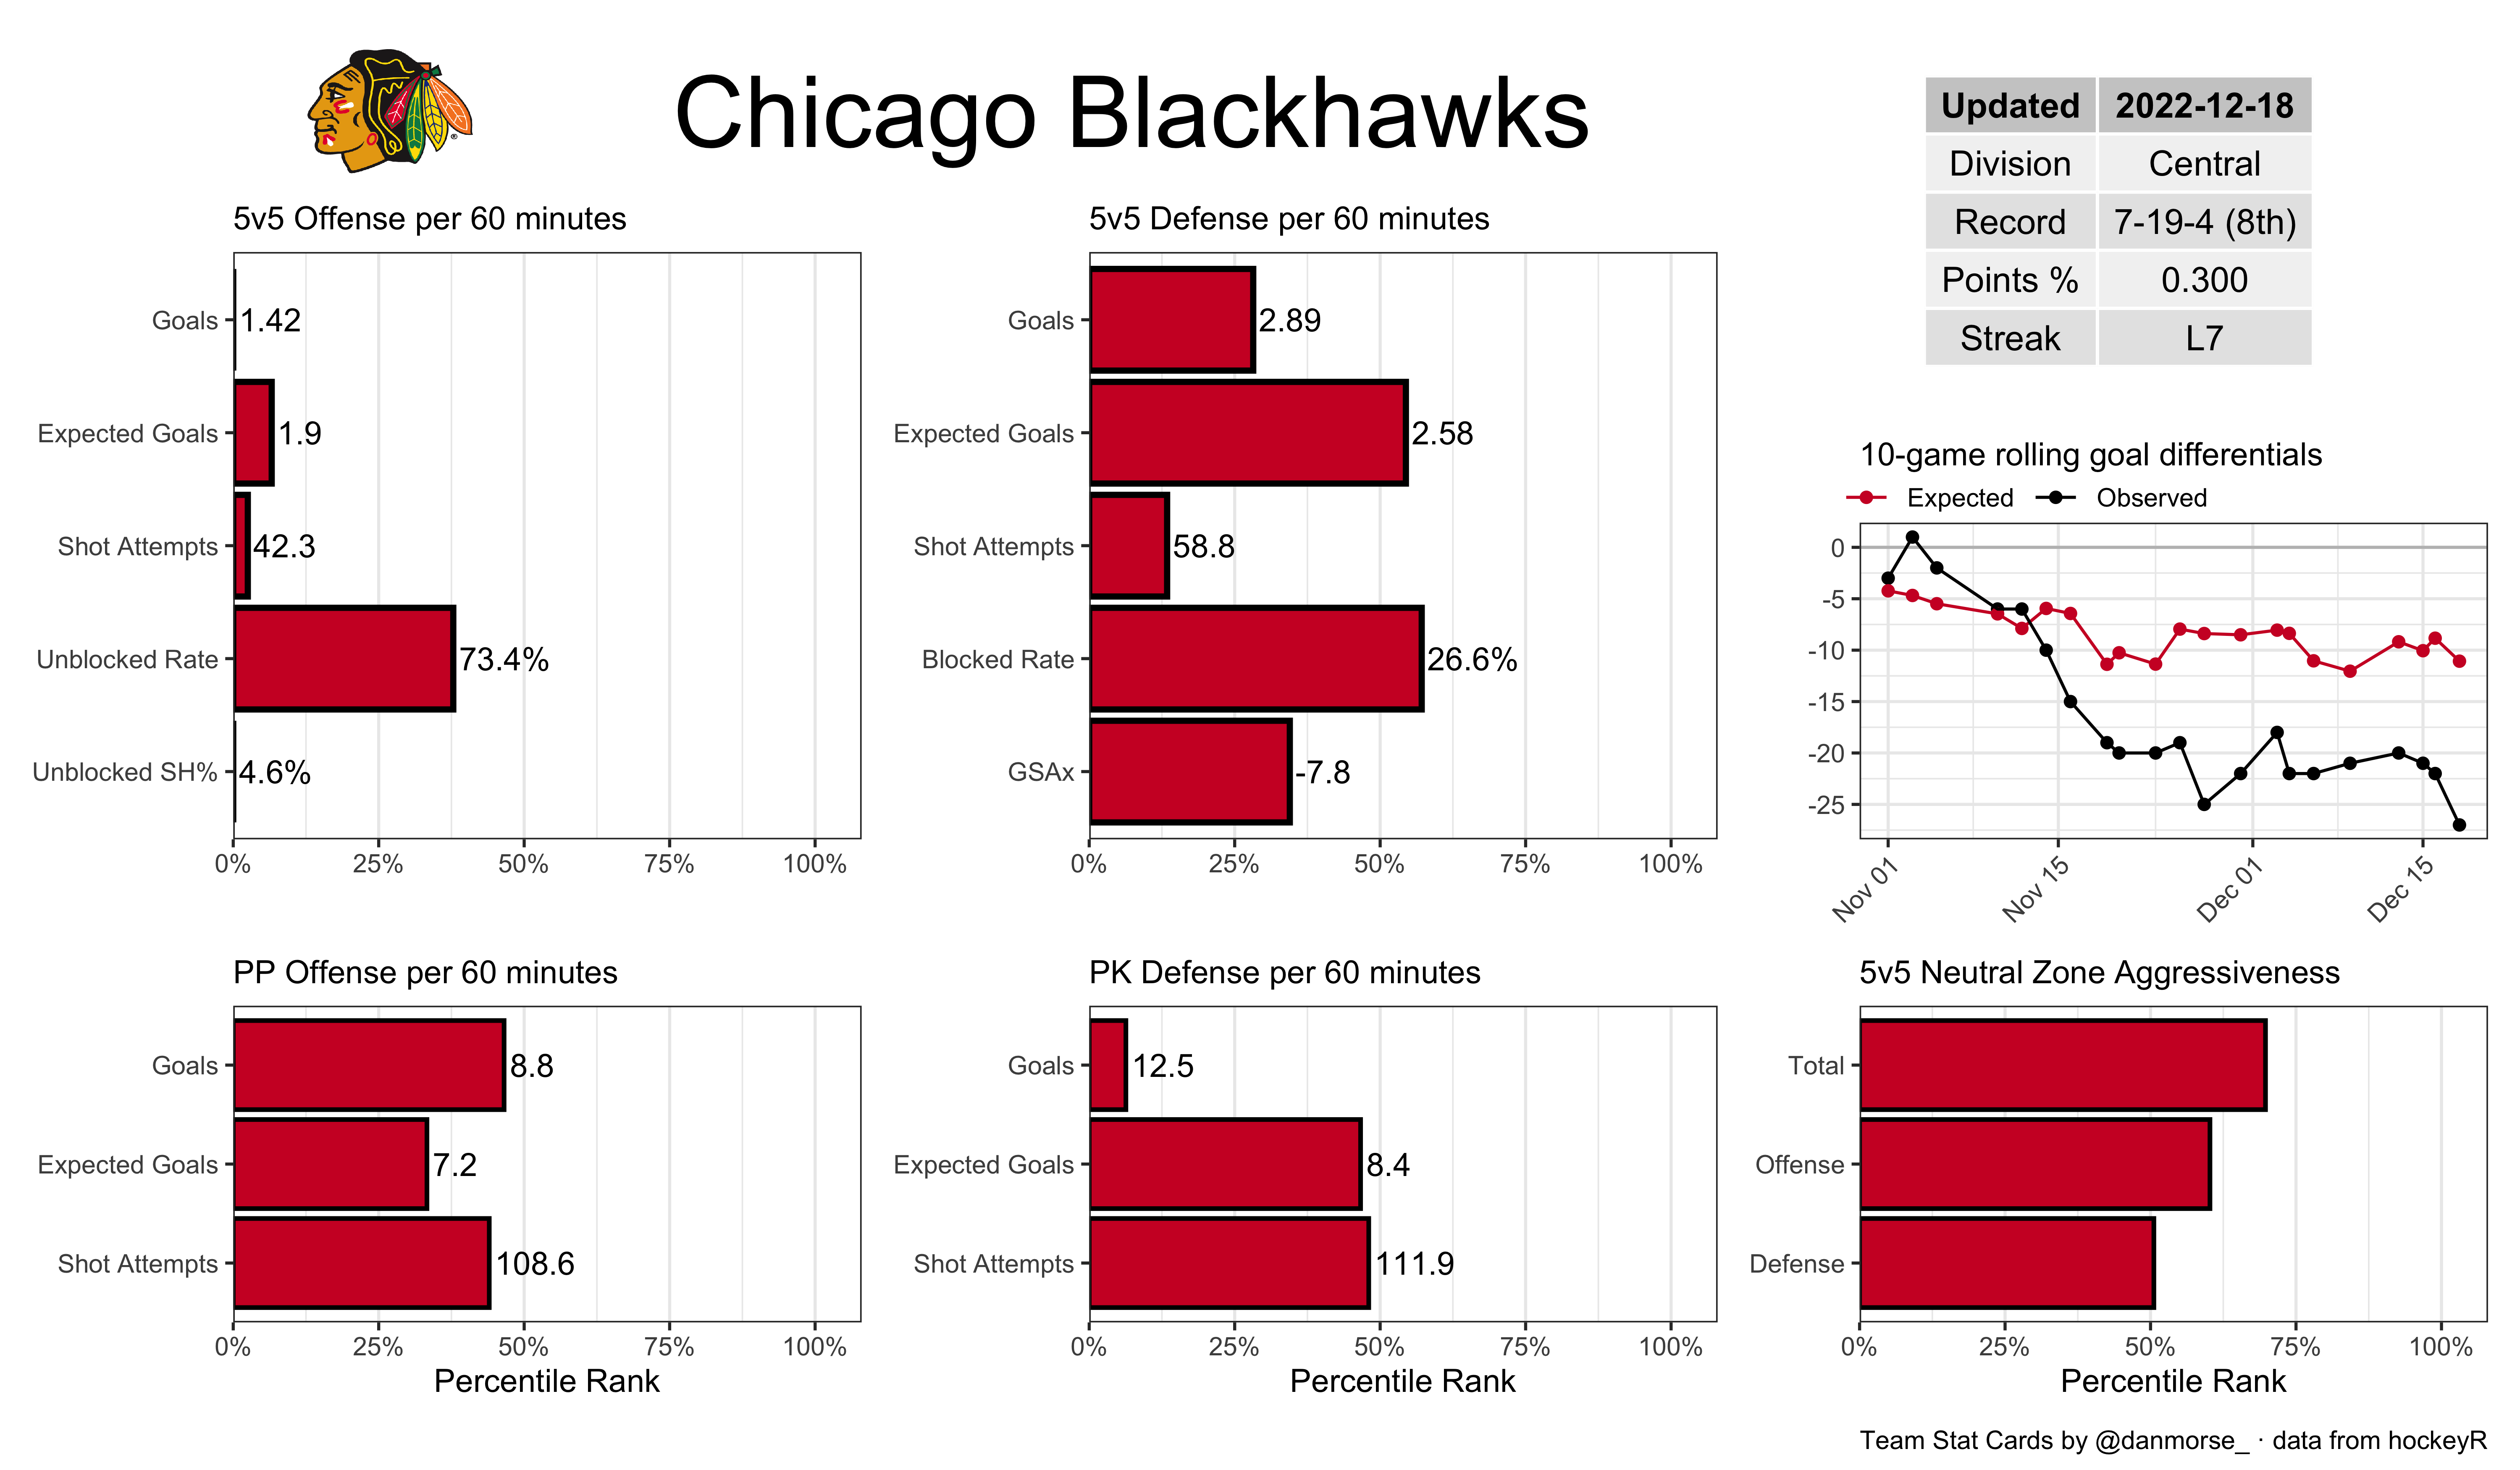 Chicago Blackhawks
Updated 2022-12-18
Division Central
Record 7-19-4 (8th)
Points % 0.300
Streak L7
5v5 Offense per 60 minutes
Goals 1.42
Expected Goals 1.9
Shot Attempts 42.3
Unblocked Rate 73.4%
Unblocked SH% 4.6%
0% 25% 50% 75% 100%
5v5 Defense per 60 minutes
Goals 2.89
Expected Goals 2.58
Shot Attempts 58.8
Blocked Rate 26.6%
GSAx -7.8
0% 25% 50% 75% 100%
10-game rolling goal differentials
Expected Observed
0
-5
-10
-15
-20
-25
Nov 01 Nov 15 Dec 01 Dec 15
PP Offense per 60 minutes
Goals 8.8
Expected Goals 7.2
Shot Attempts 108.6
0% 25% 50% 75% 100%
Percentile Rank
PK Defense per 60 minutes
Goals 12.5
Expected Goals 8.4
Shot Attempts 111.9
0% 25% 50% 75% 100%
Percentile Rank
5v5 Neutral Zone Aggressiveness
Total
Offense
Defense
0% 25% 50% 75% 100%
Percentile Rank
Team Stat Cards by @danmorse_ · data from hockeyR